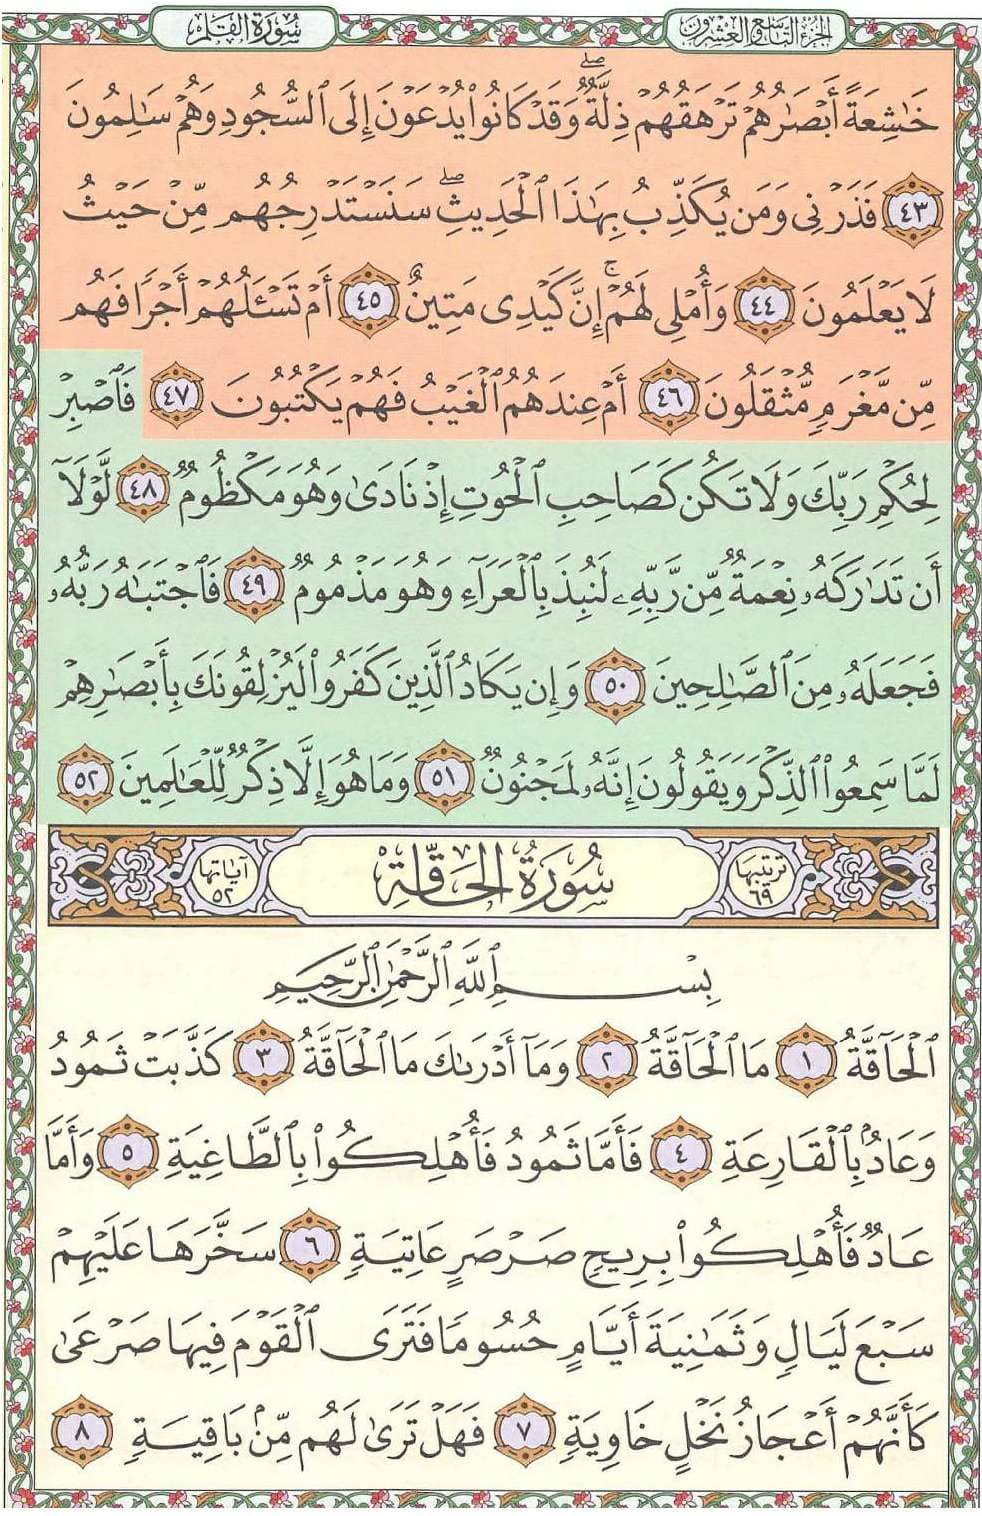 الجزء التاسع والعشرون
سورة القلم
خَٰشِعَةً أَبْصَٰرُهُمْ تَرْهَقُهُمْ ذِلَّةٌۖ وَقَدْ كَانُوا۟ يُدْعَوْنَ إِلَى ٱلسُّجُودِ وَهُمْ سَٰلِمُونَ
٤٣ فَذَرْنِى وَمَن يُكَذِّبُ بِهَٰذَا ٱلْحَدِيثِۖ سَنَسْتَدْرِجُهُم مِّنْ حَيْثُ
لَا يَعْلَمُونَ ٤٤ وَأُمْلِى لَهُمْۚ إِنَّ كَيْدِى مَتِينٌ ٤٥ أَمْ تَسْـَٔلُهُمْ أَجْرًا فَهُم
مِّن مَّغْرَمٍ مُّثْقَلُونَ ٤٦ أَمْ عِندَهُمُ ٱلْغَيْبُ فَهُمْ يَكْتُبُونَ ٤٧ فَٱصْبِرْ
لِحُكْمِ رَبِّكَ وَلَا تَكُن كَصَاحِبِ ٱلْحُوتِ إِذْ نَادَىٰ وَهُوَ مَكْظُومٌ ٤٨ لَّوْلَآ
أَن تَدَٰرَكَهُۥ نِعْمَةٌ مِّن رَّبِّهِۦ لَنُبِذَ بِٱلْعَرَآءِ وَهُوَ مَذْمُومٌ ٤٩ فَٱجْتَبَٰهُ رَبُّهُۥ
فَجَعَلَهُۥ مِنَ ٱلصَّٰلِحِينَ ٥٠ وَإِن يَكَادُ ٱلَّذِينَ كَفَرُوا۟ لَيُزْلِقُونَكَ بِأَبْصَٰرِهِمْ
لَمَّا سَمِعُوا۟ ٱلذِّكْرَ وَيَقُولُونَ إِنَّهُۥ لَمَجْنُونٌ ٥١ وَمَا هُوَ إِلَّا ذِكْرٌ لِّلْعَٰلَمِينَ ٥٢
ترتيبها ٦٩ سُورَةُ الحَاقَّةِ آياتها ٥٢
بِسْمِ ٱللَّهِ ٱلرَّحْمَٰنِ ٱلرَّحِيمِ
ٱلْحَآقَّةُ ١ مَا ٱلْحَآقَّةُ ٢ وَمَآ أَدْرَىٰكَ مَا ٱلْحَآقَّةُ ٣ كَذَّبَتْ ثَمُودُ
وَعَادٌۢ بِٱلْقَارِعَةِ ٤ فَأَمَّا ثَمُودُ فَأُهْلِكُوا۟ بِٱلطَّاغِيَةِ ٥ وَأَمَّا
عَادٌ فَأُهْلِكُوا۟ بِرِيحٍ صَرْصَرٍ عَاتِيَةٍ ٦ سَخَّرَهَا عَلَيْهِمْ
سَبْعَ لَيَالٍ وَثَمَٰنِيَةَ أَيَّامٍ حُسُومًا فَتَرَى ٱلْقَوْمَ فِيهَا صَرْعَىٰ
كَأَنَّهُمْ أَعْجَازُ نَخْلٍ خَاوِيَةٍ ٧ فَهَلْ تَرَىٰ لَهُم مِّنۢ بَاقِيَةٍ ٨